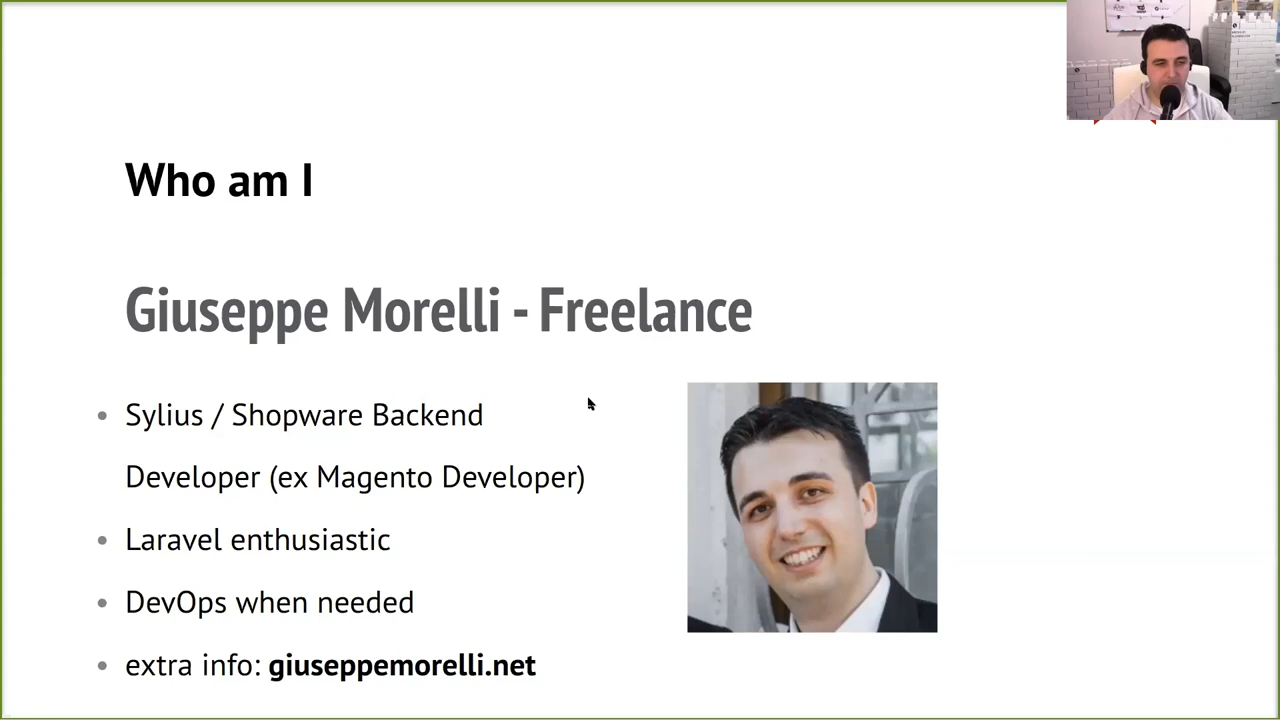 Who am I
Giuseppe Morelli - Freelance
• Sylius / Shopware Backend
Developer (ex Magento Developer)
• Laravel enthusiastic
• DevOps when needed
• extra info: giuseppemorelli.net